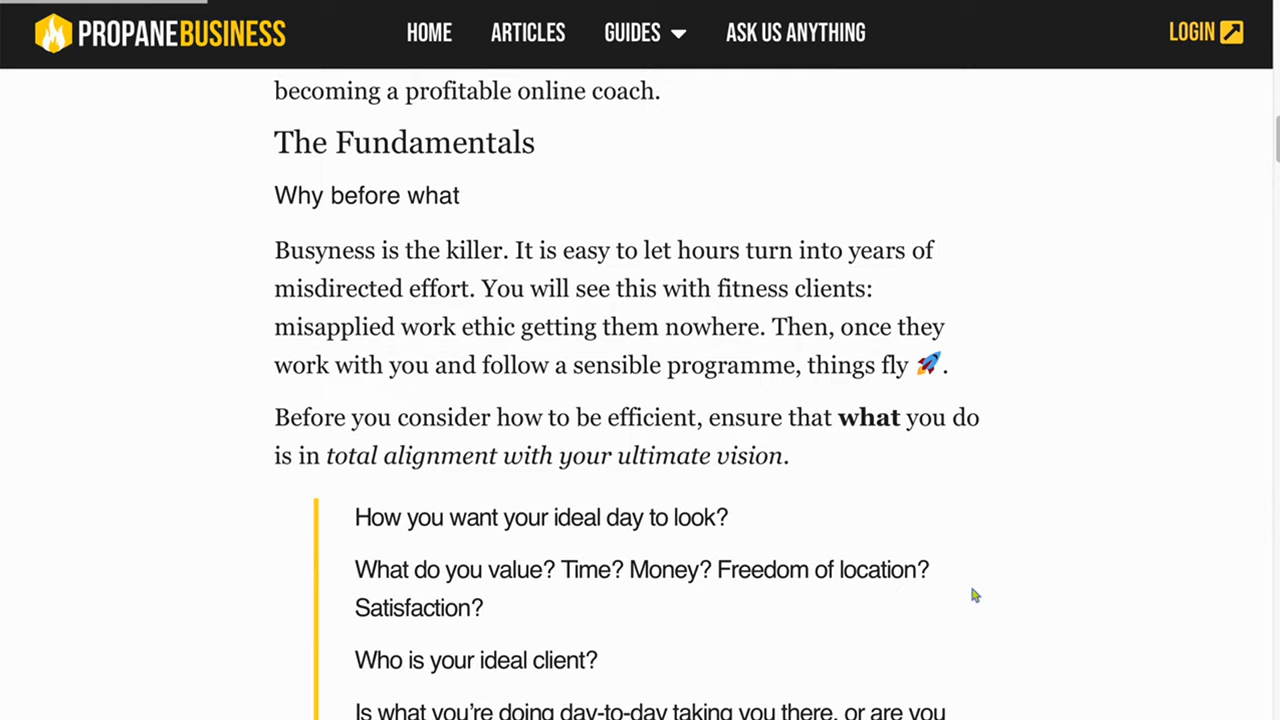 PROPANEBUSINESS HOME ARTICLES GUIDES ASK US ANYTHING LOGIN
becoming a profitable online coach.
The Fundamentals
Why before what
Busyness is the killer. It is easy to let hours turn into years of
misdirected effort. You will see this with fitness clients:
misapplied work ethic getting them nowhere. Then, once they
work with you and follow a sensible programme, things fly 🚀.
Before you consider how to be efficient, ensure that what you do
is in total alignment with your ultimate vision.
How you want your ideal day to look?
What do you value? Time? Money? Freedom of location?
Satisfaction?
Who is your ideal client?
Is what you're doing day-to-day taking you there, or are you